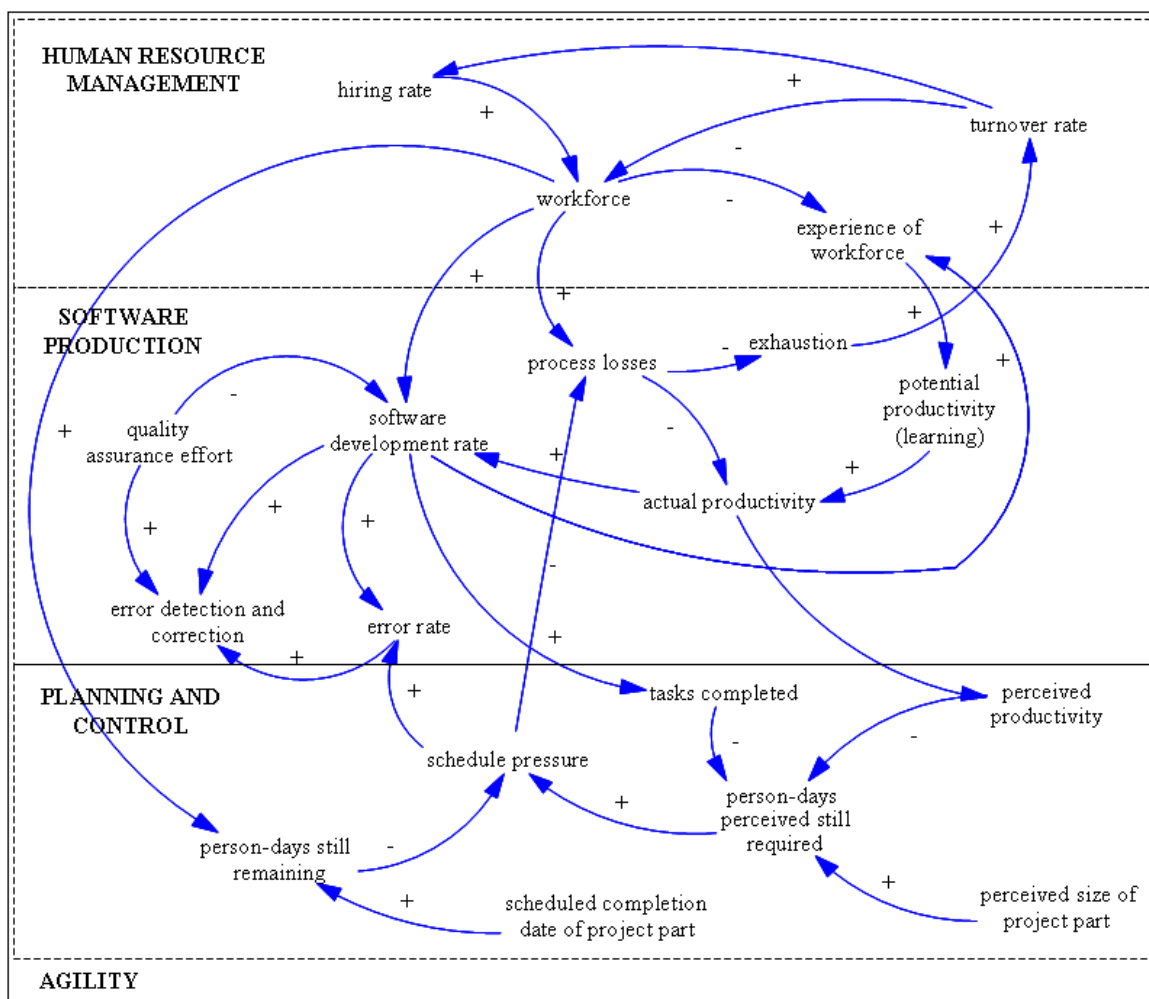 HUMAN RESOURCE
MANAGEMENT
hiring rate
+
+
turnover rate
-
workforce
-
experience of
workforce
+
+
+
SOFTWARE
PRODUCTION
+
exhaustion
-
process losses
+
potential
productivity
(learning)
-
quality
assurance effort
+
software
development rate
-
+
+
actual productivity
+
+
+
-
error detection and
correction
error rate
+
+
PLANNING AND
CONTROL
+
tasks completed
perceived
productivity
-
-
schedule pressure
person-days
perceived still
required
+
person-days still
remaining
-
+
+
scheduled completion
date of project part
perceived size of
project part
AGILITY